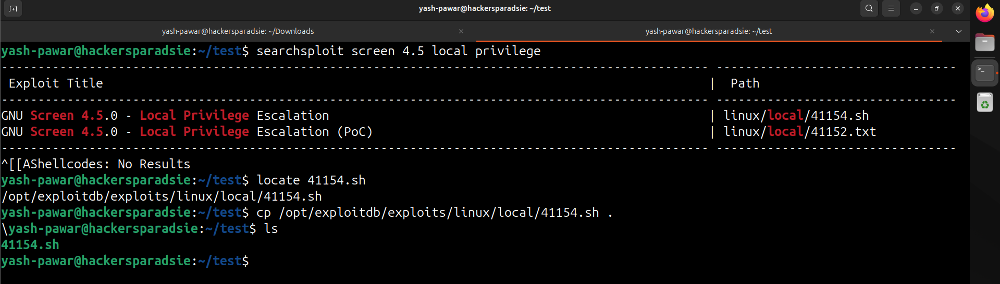 yash-pawar@hackersparadsie: ~/test
yash-pawar@hackersparadsie: ~/Downloads
yash-pawar@hackersparadsie: ~/test
yash-pawar@hackersparadsie:~/test$ searchsploit screen 4.5 local privilege
------------------------------------------------------------------------------------------------- ---------------------------------
Exploit Title | Path
------------------------------------------------------------------------------------------------- ---------------------------------
GNU Screen 4.5.0 - Local Privilege Escalation | linux/local/41154.sh
GNU Screen 4.5.0 - Local Privilege Escalation (PoC) | linux/local/41152.txt
------------------------------------------------------------------------------------------------- ---------------------------------
^[[AShellcodes: No Results
yash-pawar@hackersparadsie:~/test$ locate 41154.sh
/opt/exploitdb/exploits/linux/local/41154.sh
yash-pawar@hackersparadsie:~/test$ cp /opt/exploitdb/exploits/linux/local/41154.sh .
\yash-pawar@hackersparadsie:~/test$ ls
41154.sh
yash-pawar@hackersparadsie:~/test$